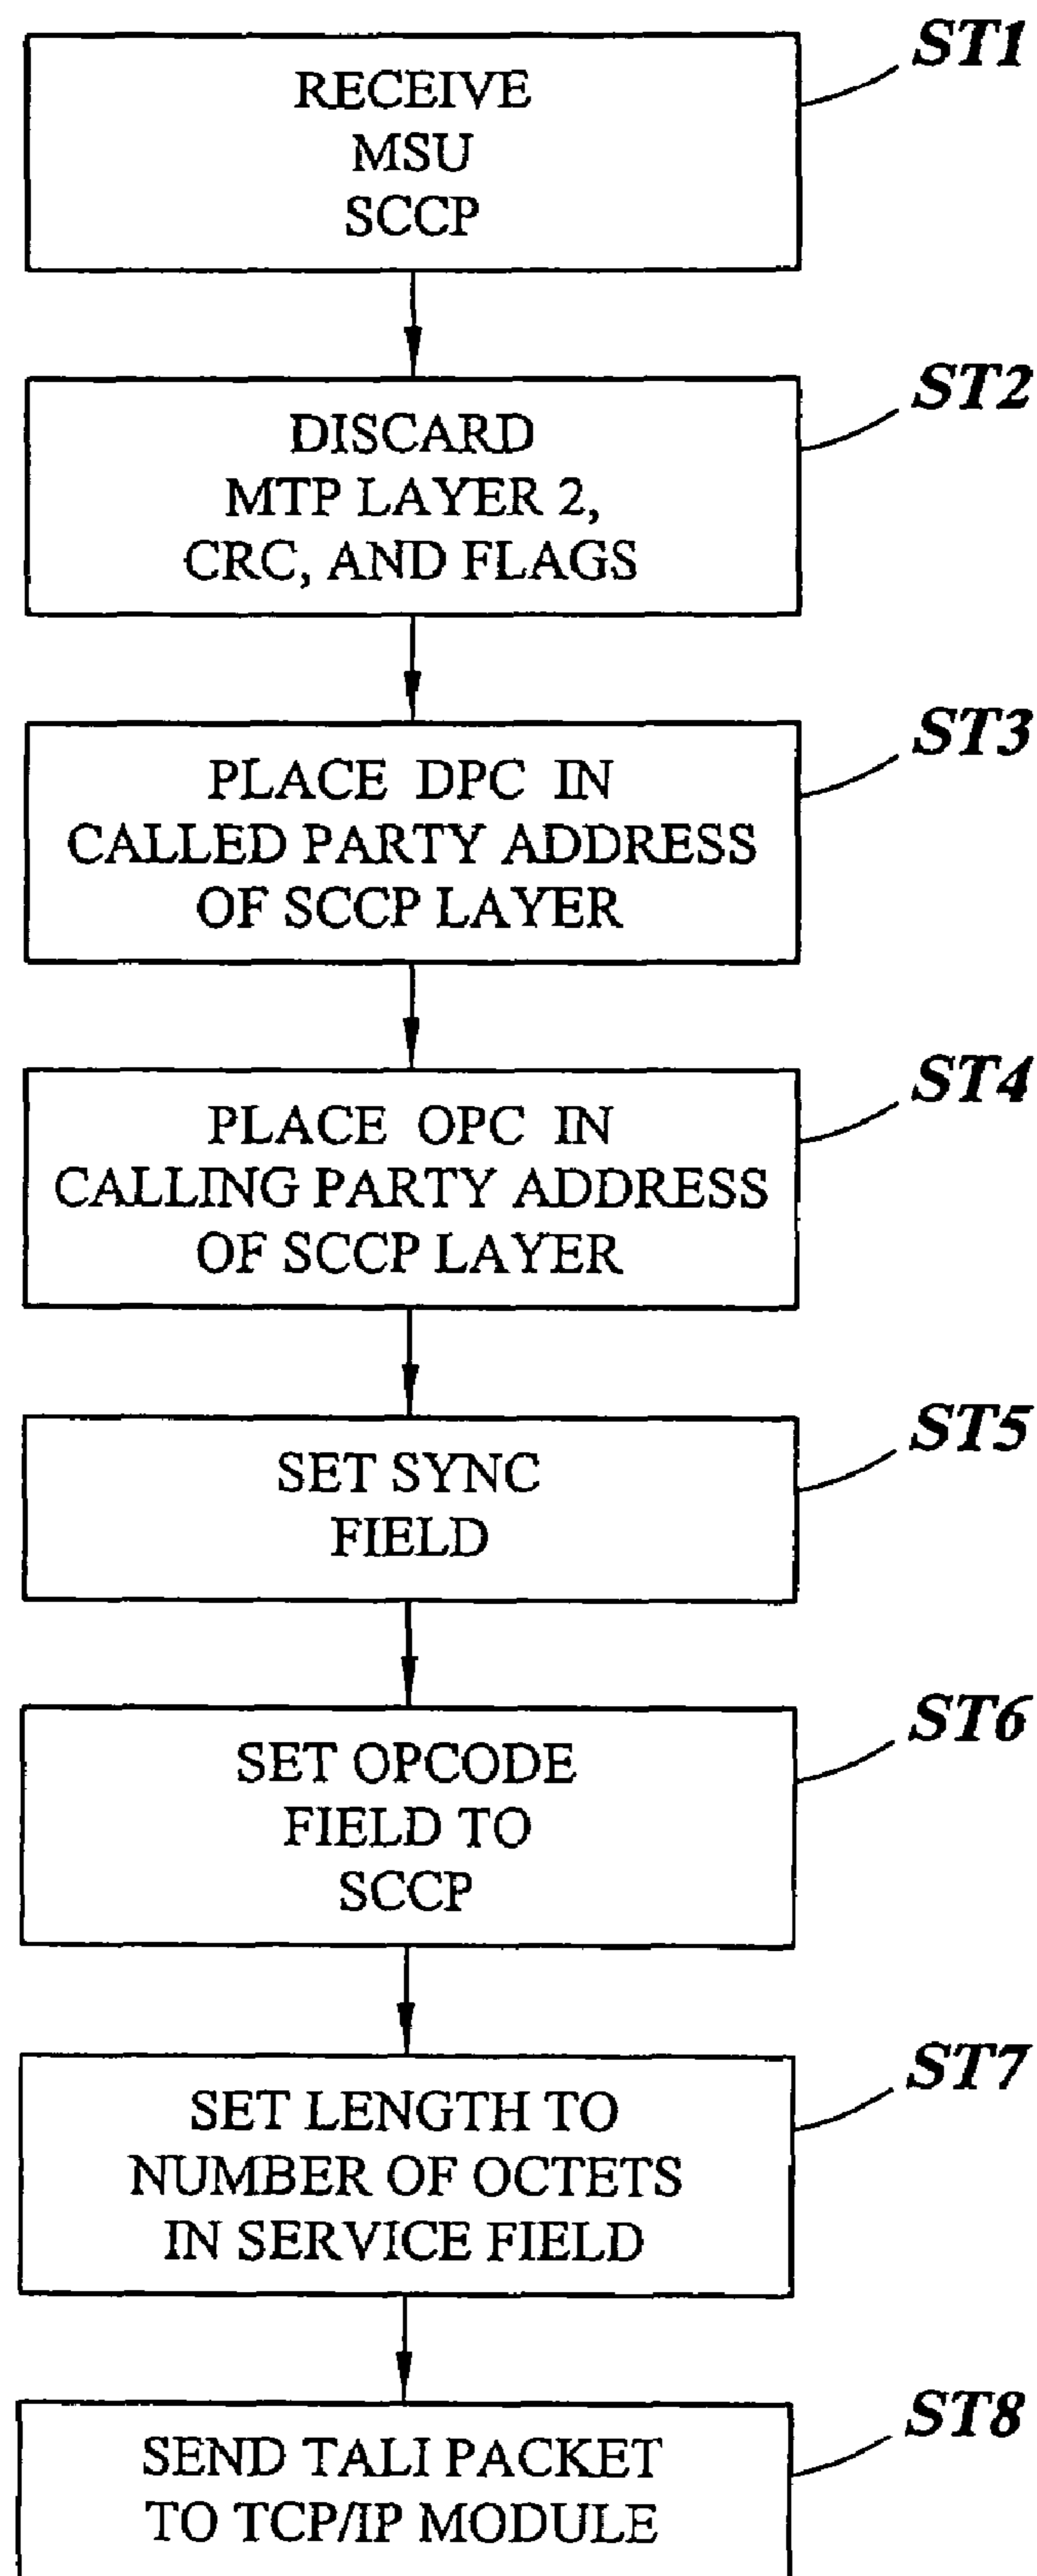 ST1
RECEIVE
MSU
SCCP
ST2
DISCARD
MTP LAYER 2,
CRC, AND FLAGS
ST3
PLACE DPC IN
CALLED PARTY ADDRESS
OF SCCP LAYER
ST4
PLACE OPC IN
CALLING PARTY ADDRESS
OF SCCP LAYER
ST5
SET SYNC
FIELD
ST6
SET OPCODE
FIELD TO
SCCP
ST7
SET LENGTH TO
NUMBER OF OCTETS
IN SERVICE FIELD
ST8
SEND TALI PACKET
TO TCP/IP MODULE